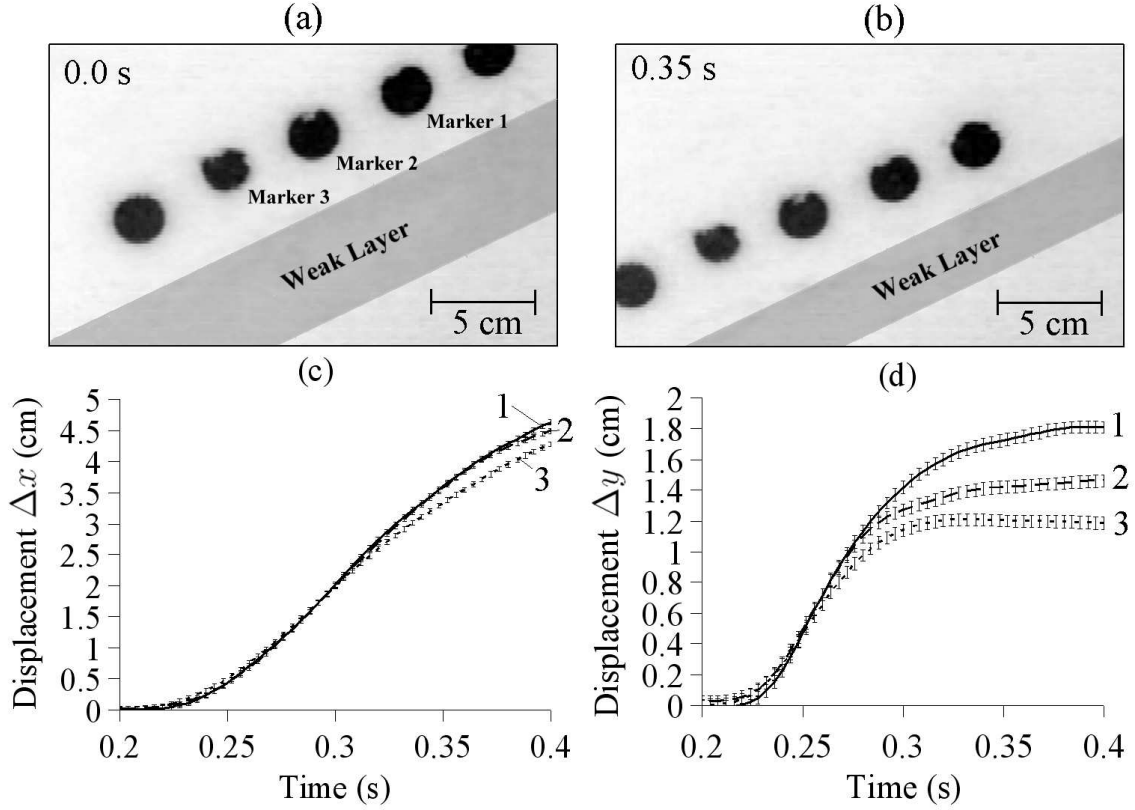 (a)
0.0 s
Marker 1
Marker 2
Marker 3
Weak Layer
5 cm
(b)
0.35 s
Weak Layer
5 cm
(c)
Displacement Δx (cm)
5
4.5
4
3.5
3
2.5
2
1.5
1
0.5
0
1
2
3
0.2 0.25 0.3 0.35 0.4
Time (s)
(d)
Displacement Δy (cm)
2
1.8
1.6
1.4
1.2
1
0.8
0.6
0.4
0.2
0
1
2
3
0.2 0.25 0.3 0.35 0.4
Time (s)